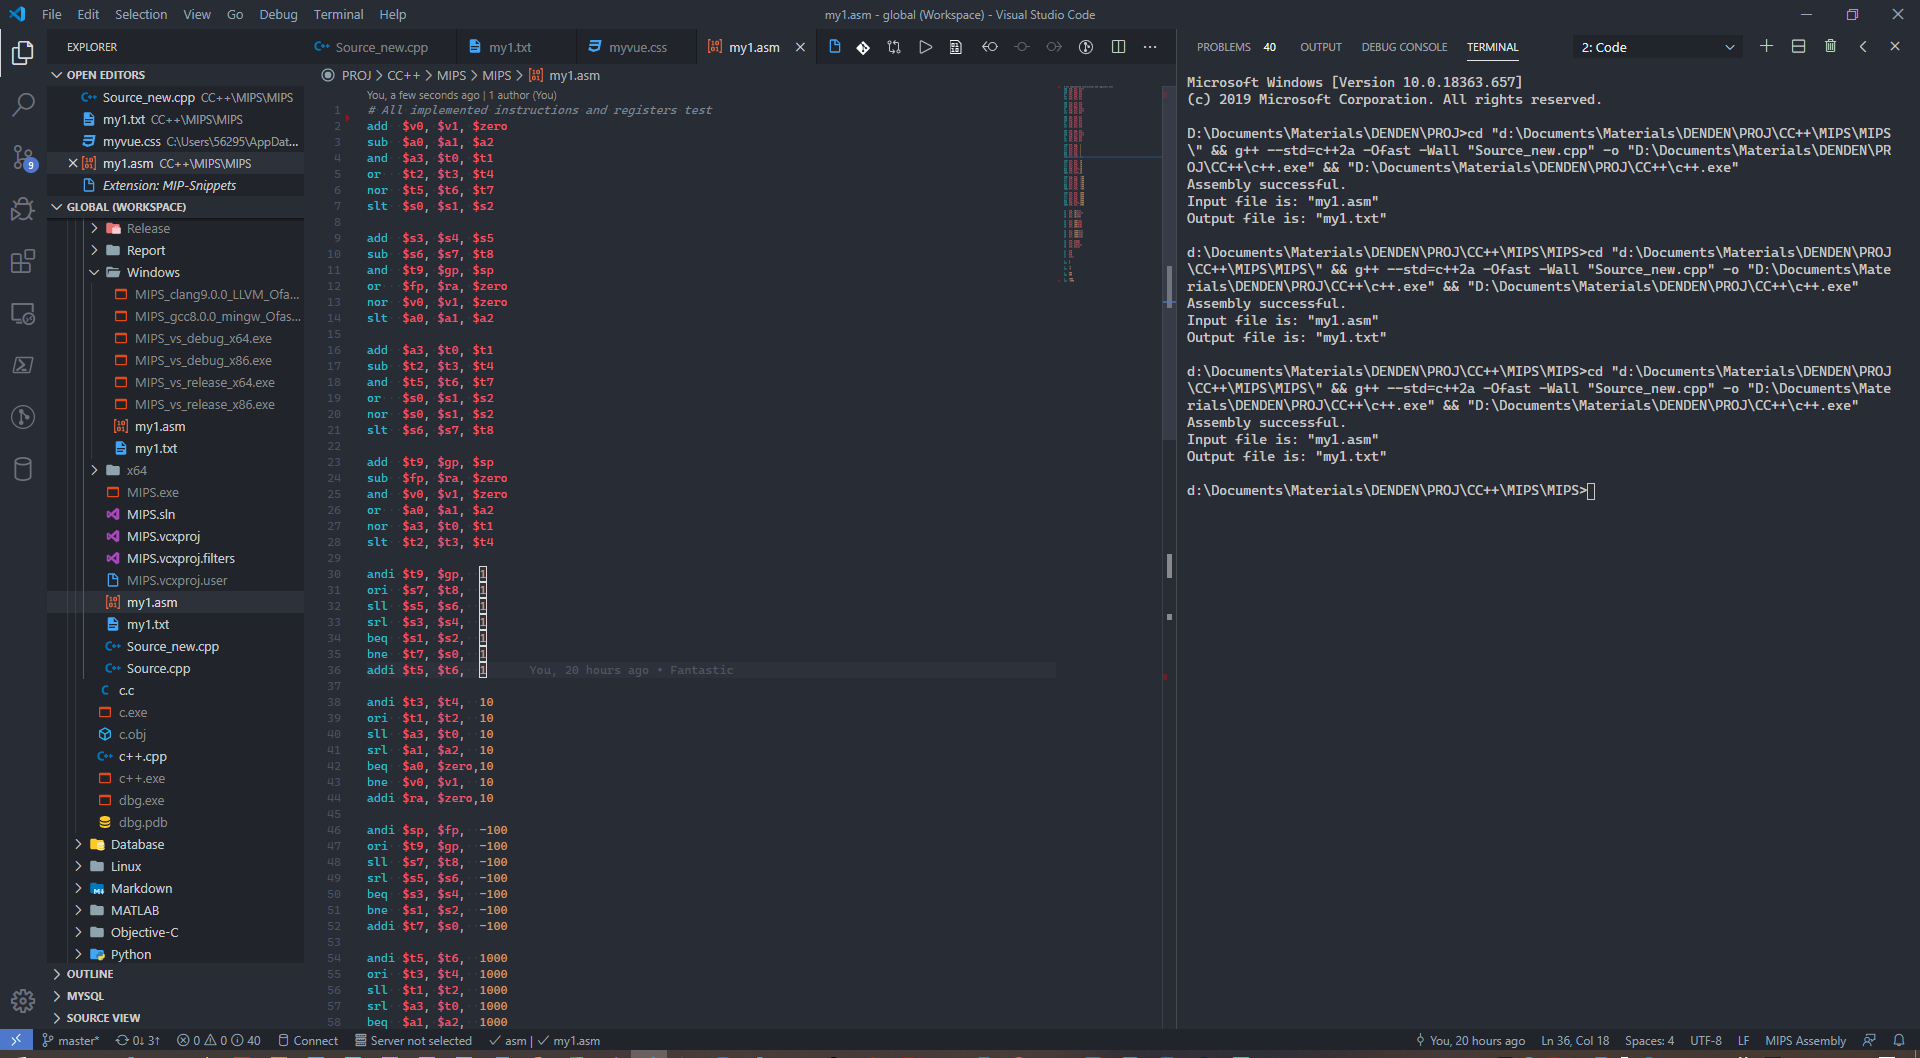 File Edit Selection View Go Debug Terminal Help my1.asm - global (Workspace) - Visual Studio Code
EXPLORER
OPEN EDITORS
Source_new.cpp CC++\MIPS\MIPS
my1.txt CC++\MIPS\MIPS
myvue.css C:\Users\56295\AppDat...
my1.asm CC++\MIPS\MIPS
Extension: MIP-Snippets
GLOBAL (WORKSPACE)
Release
Report
Windows
MIPS_clang9.0.0_LLVM_Ofa...
MIPS_gcc8.0.0_mingw_Ofas...
MIPS_vs_debug_x64.exe
MIPS_vs_debug_x86.exe
MIPS_vs_release_x64.exe
MIPS_vs_release_x86.exe
my1.asm
my1.txt
x64
MIPS.exe
MIPS.sln
MIPS.vcxproj
MIPS.vcxproj.filters
MIPS.vcxproj.user
my1.asm
my1.txt
Source_new.cpp
Source.cpp
c.c
c.exe
c.obj
c++.cpp
c++.exe
dbg.exe
dbg.pdb
Database
Linux
Markdown
MATLAB
Objective-C
Python
OUTLINE
MYSQL
SOURCE VIEW
9
Source_new.cpp my1.txt myvue.css my1.asm
PROJ > CC++ > MIPS > MIPS > my1.asm
You, a few seconds ago | 1 author (You)
1 # All implemented instructions and registers test
2 add $v0, $v1, $zero
3 sub $a0, $a1, $a2
4 and $a3, $t0, $t1
5 or $t2, $t3, $t4
6 nor $t5, $t6, $t7
7 slt $s0, $s1, $s2
8
9 add $s3, $s4, $s5
10 sub $s6, $s7, $t8
11 and $t9, $gp, $sp
12 or $fp, $ra, $zero
13 nor $v0, $v1, $zero
14 slt $a0, $a1, $a2
15
16 add $a3, $t0, $t1
17 sub $t2, $t3, $t4
18 and $t5, $t6, $t7
19 or $s0, $s1, $s2
20 nor $s0, $s1, $s2
21 slt $s6, $s7, $t8
22
23 add $t9, $gp, $sp
24 sub $fp, $ra, $zero
25 and $v0, $v1, $zero
26 or $a0, $a1, $a2
27 nor $a3, $t0, $t1
28 slt $t2, $t3, $t4
29
30 andi $t9, $gp, 1
31 ori $s7, $t8, 1
32 sll $s5, $s6, 1
33 srl $s3, $s4, 1
34 beq $s1, $s2, 1
35 bne $t7, $s0, 1
36 addi $t5, $t6, 1 You, 20 hours ago • Fantastic
37
38 andi $t3, $t4, 10
39 ori $t1, $t2, 10
40 sll $a3, $t0, 10
41 srl $a1, $a2, 10
42 beq $a0, $zero,10
43 bne $v0, $v1, 10
44 addi $ra, $zero,10
45
46 andi $sp, $fp, -100
47 ori $t9, $gp, -100
48 sll $s7, $t8, -100
49 srl $s5, $s6, -100
50 beq $s3, $s4, -100
51 bne $s1, $s2, -100
52 addi $t7, $s0, -100
53
54 andi $t5, $t6, 1000
55 ori $t3, $t4, 1000
56 sll $t1, $t2, 1000
57 srl $a3, $t0, 1000
58 beq $a1, $a2, 1000
PROBLEMS 40 OUTPUT DEBUG CONSOLE TERMINAL 2: Code
Microsoft Windows [Version 10.0.18363.657]
(c) 2019 Microsoft Corporation. All rights reserved.
D:\Documents\Materials\DENDEN\PROJ>cd "d:\Documents\Materials\DENDEN\PROJ\CC++\MIPS\MIPS
\" && g++ --std=c++2a -Ofast -Wall "Source_new.cpp" -o "D:\Documents\Materials\DENDEN\PR
OJ\CC++\c++.exe" && "D:\Documents\Materials\DENDEN\PROJ\CC++\c++.exe"
Assembly successful.
Input file is: "my1.asm"
Output file is: "my1.txt"
d:\Documents\Materials\DENDEN\PROJ\CC++\MIPS\MIPS>cd "d:\Documents\Materials\DENDEN\PROJ
\CC++\MIPS\MIPS\" && g++ --std=c++2a -Ofast -Wall "Source_new.cpp" -o "D:\Documents\Mate
rials\DENDEN\PROJ\CC++\c++.exe" && "D:\Documents\Materials\DENDEN\PROJ\CC++\c++.exe"
Assembly successful.
Input file is: "my1.asm"
Output file is: "my1.txt"
d:\Documents\Materials\DENDEN\PROJ\CC++\MIPS\MIPS>cd "d:\Documents\Materials\DENDEN\PROJ
\CC++\MIPS\MIPS\" && g++ --std=c++2a -Ofast -Wall "Source_new.cpp" -o "D:\Documents\Mate
rials\DENDEN\PROJ\CC++\c++.exe" && "D:\Documents\Materials\DENDEN\PROJ\CC++\c++.exe"
Assembly successful.
Input file is: "my1.asm"
Output file is: "my1.txt"
d:\Documents\Materials\DENDEN\PROJ\CC++\MIPS\MIPS>
master* 0↓ 3↑ 0 0 40 Connect Server not selected asm | my1.asm You, 20 hours ago Ln 36, Col 18 Spaces: 4 UTF-8 LF MIPS Assembly